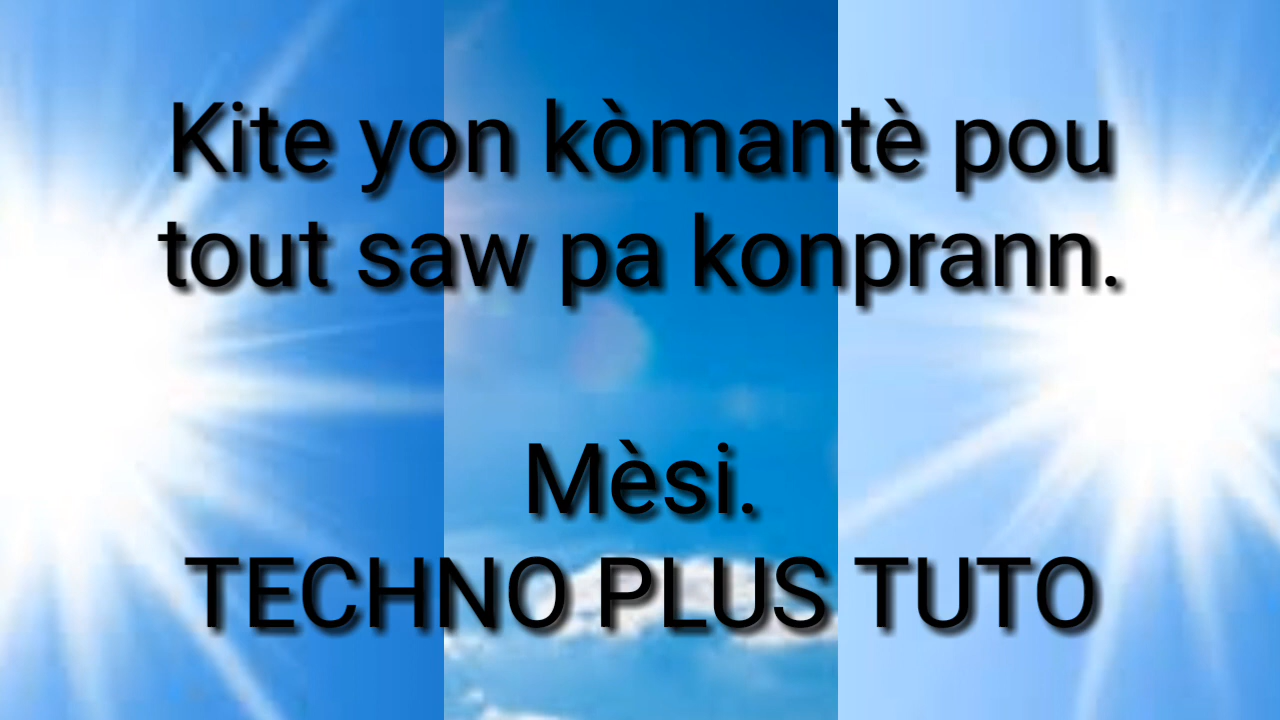 Kite yon kòmantè pou
tout saw pa konprann.
Mèsi.
TECHNO PLUS TUTO